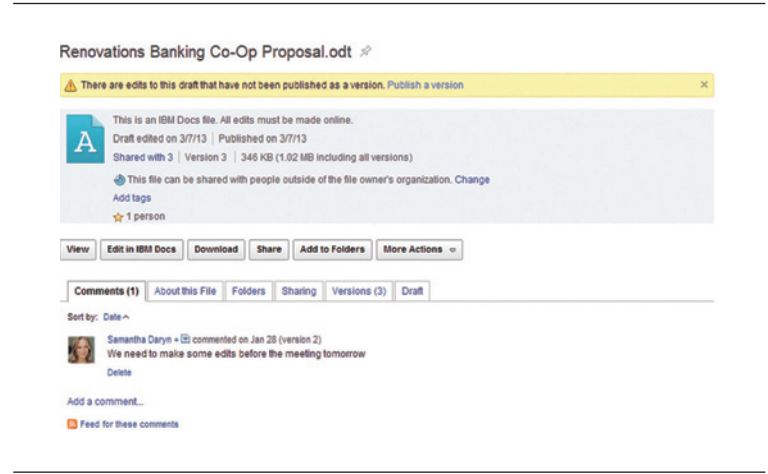 Renovations Banking Co-Op Proposal.odt
There are edits to this draft that have not been published as a version. Publish a version
This is an IBM Docs file. All edits must be made online.
Draft edited on 3/7/13 | Published on 3/7/13
Shared with 3 | Version 3 | 346 KB (1.02 MB including all versions)
This file can be shared with people outside of the file owner's organization. Change
Add tags
1 person
View Edit in IBM Docs Download Share Add to Folders More Actions
Comments (1) About this File Folders Sharing Versions (3) Draft
Sort by: Date
Samantha Daryn commented on Jan 28 (version 2)
We need to make some edits before the meeting tomorrow
Delete
Add a comment...
Feed for these comments